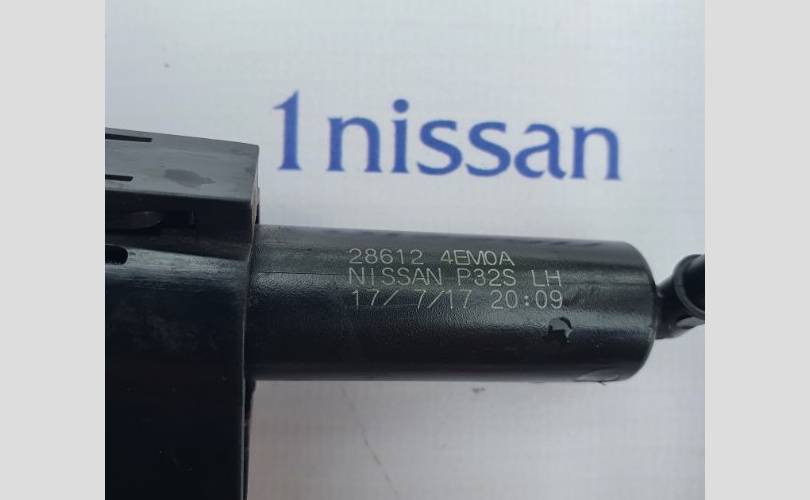 1nissan
28612 4EM0A
NISSAN P32S LH
17/ 7/17 20:09